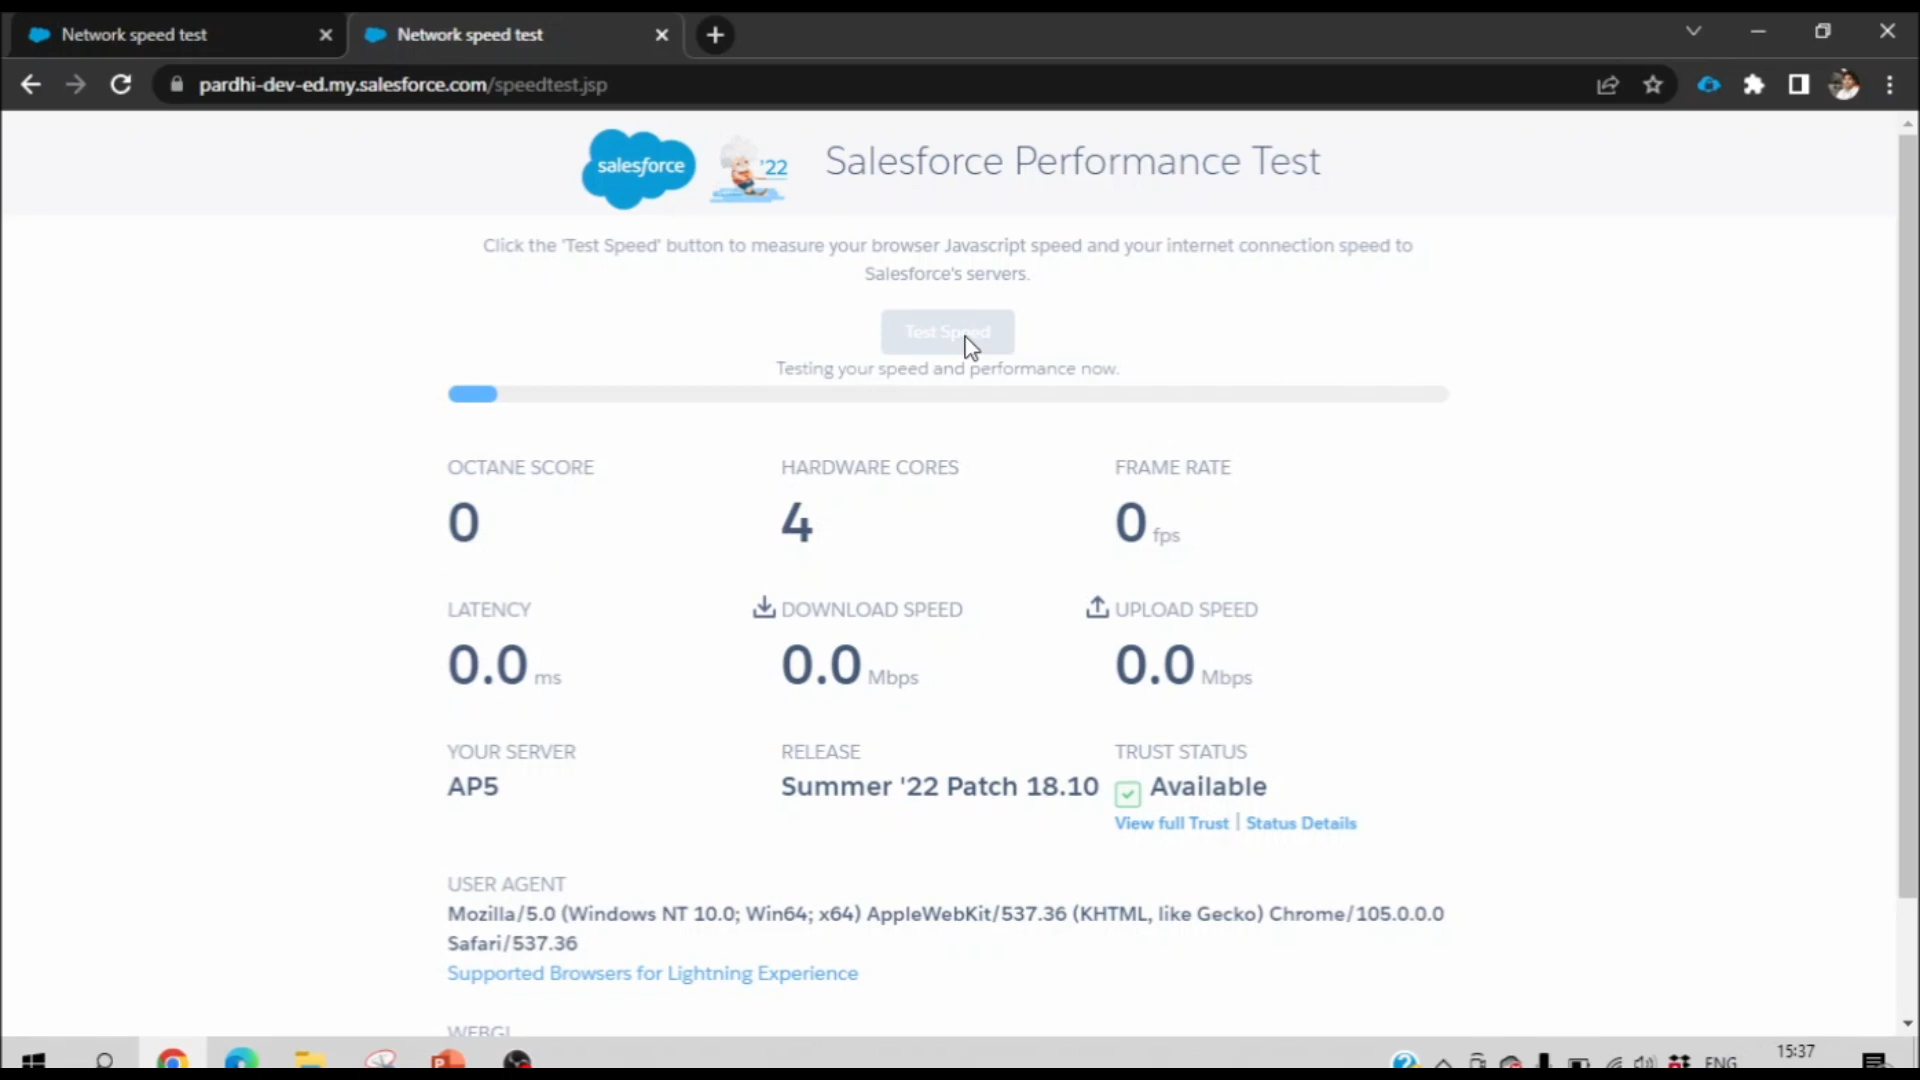 Network speed test
Network speed test
pardhi-dev-ed.my.salesforce.com/speedtest.jsp
salesforce
'22
Salesforce Performance Test
Click the 'Test Speed' button to measure your browser Javascript speed and your internet connection speed to
Salesforce's servers.
Test Speed
Testing your speed and performance now.
OCTANE SCORE
HARDWARE CORES
FRAME RATE
0
4
0 fps
LATENCY
DOWNLOAD SPEED
UPLOAD SPEED
0.0 ms
0.0 Mbps
0.0 Mbps
YOUR SERVER
RELEASE
TRUST STATUS
AP5
Summer '22 Patch 18.10
Available
View full Trust | Status Details
USER AGENT
Mozilla/5.0 (Windows NT 10.0; Win64; x64) AppleWebKit/537.36 (KHTML, like Gecko) Chrome/105.0.0.0
Safari/537.36
Supported Browsers for Lightning Experience
WEBGL
ENG
15:37